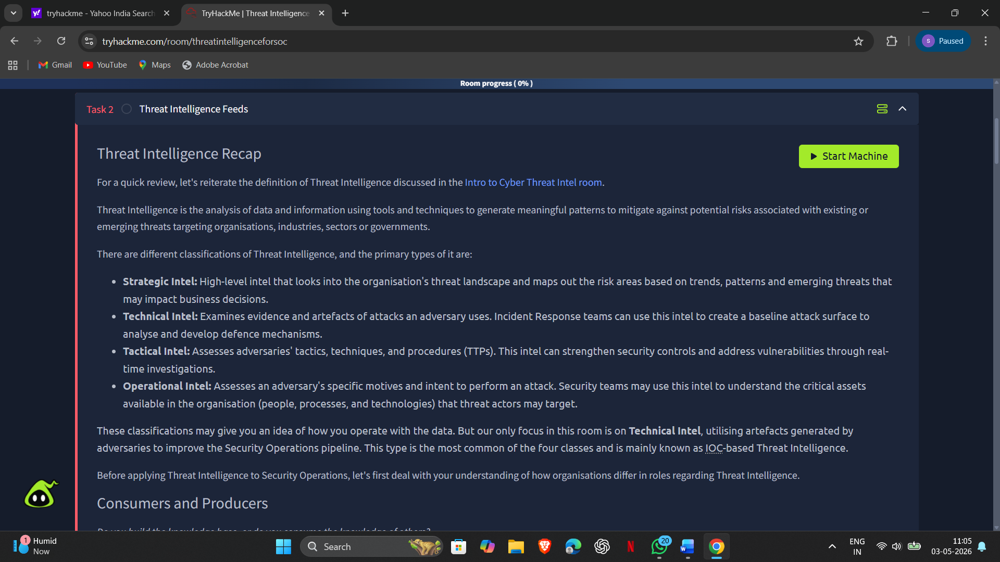 tryhackme - Yahoo India Search
TryHackMe | Threat Intelligence
tryhackme.com/room/threatintelligenceforsoc
S Paused
Gmail
YouTube
Maps
Adobe Acrobat
Room progress ( 0% )
Task 2 Threat Intelligence Feeds
Threat Intelligence Recap
Start Machine
For a quick review, let's reiterate the definition of Threat Intelligence discussed in the Intro to Cyber Threat Intel room.
Threat Intelligence is the analysis of data and information using tools and techniques to generate meaningful patterns to mitigate against potential risks associated with existing or
emerging threats targeting organisations, industries, sectors or governments.
There are different classifications of Threat Intelligence, and the primary types of it are:
• Strategic Intel: High-level intel that looks into the organisation's threat landscape and maps out the risk areas based on trends, patterns and emerging threats that
may impact business decisions.
• Technical Intel: Examines evidence and artefacts of attacks an adversary uses. Incident Response teams can use this intel to create a baseline attack surface to
analyse and develop defence mechanisms.
• Tactical Intel: Assesses adversaries' tactics, techniques, and procedures (TTPs). This intel can strengthen security controls and address vulnerabilities through real-
time investigations.
• Operational Intel: Assesses an adversary's specific motives and intent to perform an attack. Security teams may use this intel to understand the critical assets
available in the organisation (people, processes, and technologies) that threat actors may target.
These classifications may give you an idea of how you operate with the data. But our only focus in this room is on Technical Intel, utilising artefacts generated by
adversaries to improve the Security Operations pipeline. This type is the most common of the four classes and is mainly known as IOC-based Threat Intelligence.
Before applying Threat Intelligence to Security Operations, let's first deal with your understanding of how organisations differ in roles regarding Threat Intelligence.
Consumers and Producers
Do you build the knowledge base, or do you consume the knowledge of others?
1
Humid
Now
Search
20
ENG
IN
11:05
03-05-2026